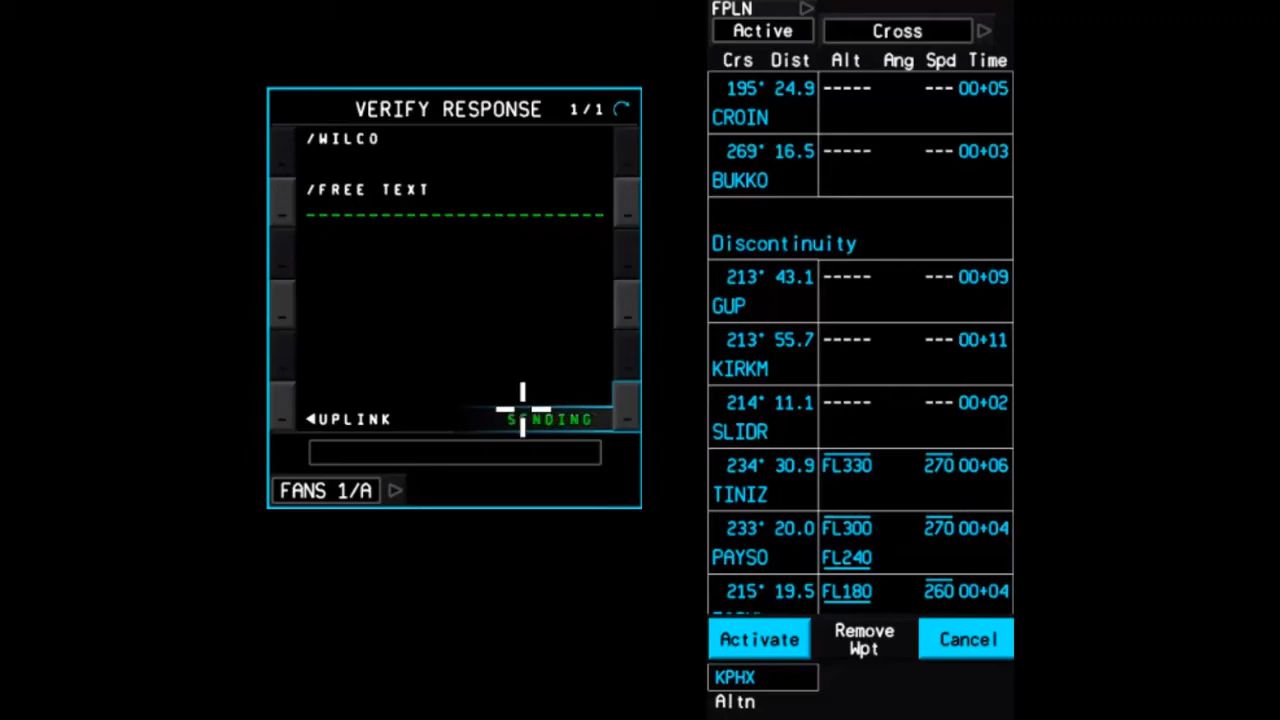 VERIFY RESPONSE 1/1
/WILCO
/FREE TEXT
------------------------
◄UPLINK SENDING
FANS 1/A
FPLN
Active Cross
Crs Dist Alt Ang Spd Time
195° 24.9 ----- --- 00+05
CROIN
269° 16.5 ----- --- 00+03
BUKKO
Discontinuity
213° 43.1 ----- --- 00+09
GUP
213° 55.7 ----- --- 00+11
KIRKM
214° 11.1 ----- --- 00+02
SLIDR
234° 30.9 FL330 270 00+06
TINIZ
233° 20.0 FL300 270 00+04
PAYSO FL240
215° 19.5 FL180 260 00+04
Activate Remove Wpt Cancel
KPHX
Altn